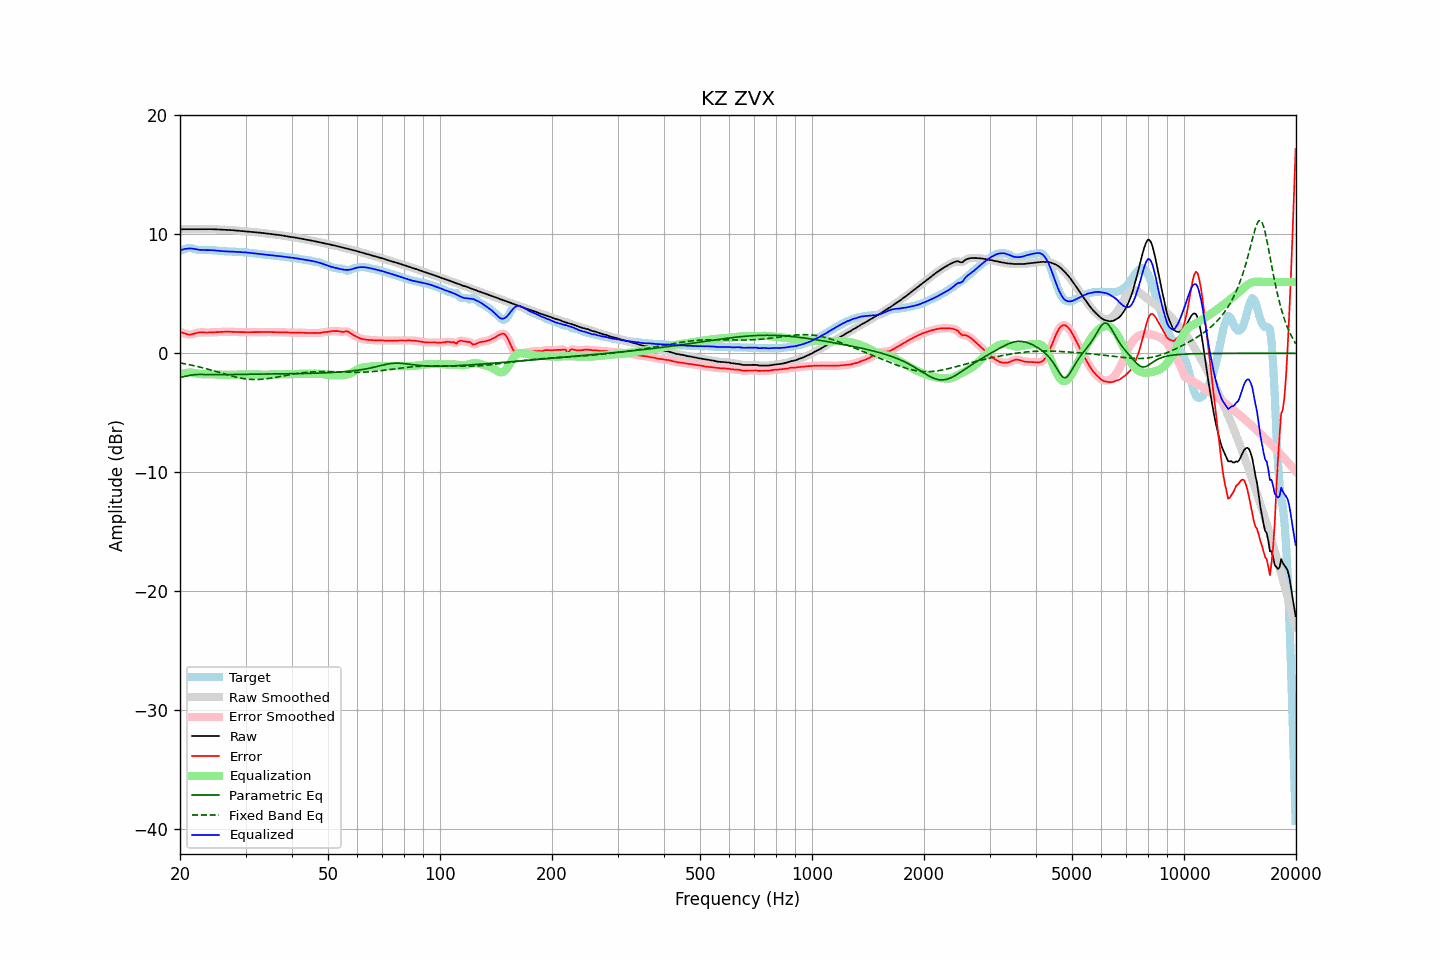 KZ ZVX
20
10
0
−10
−20
−30
−40
Amplitude (dBr)
Target
Raw Smoothed
Error Smoothed
Raw
Error
Equalization
Parametric Eq
Fixed Band Eq
Equalized
20 50 100 200 500 1000 2000 5000 10000 20000
Frequency (Hz)